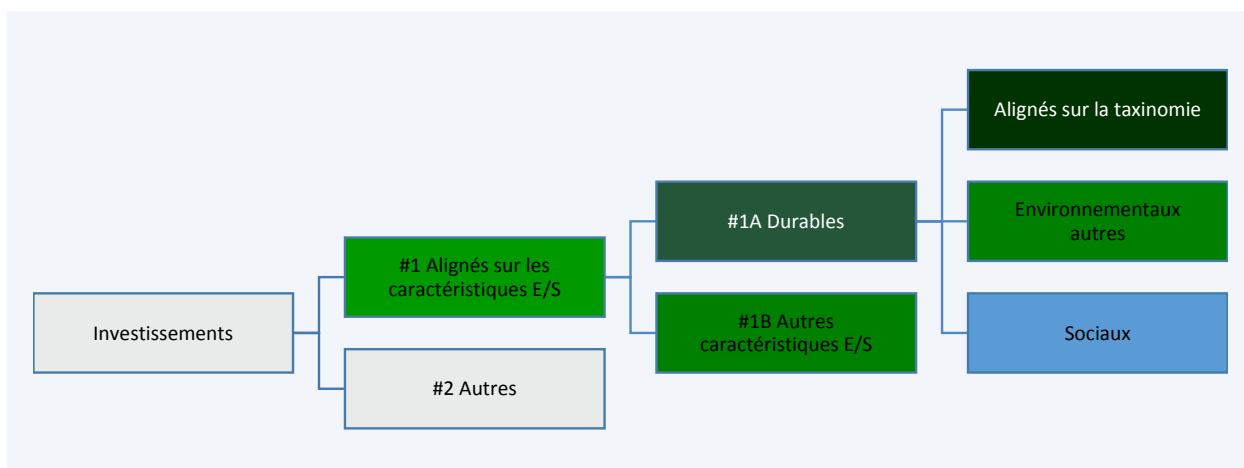 Investissements
#1 Alignés sur les
caractéristiques E/S
#2 Autres
#1A Durables
#1B Autres
caractéristiques E/S
Alignés sur la taxinomie
Environnementaux
autres
Sociaux